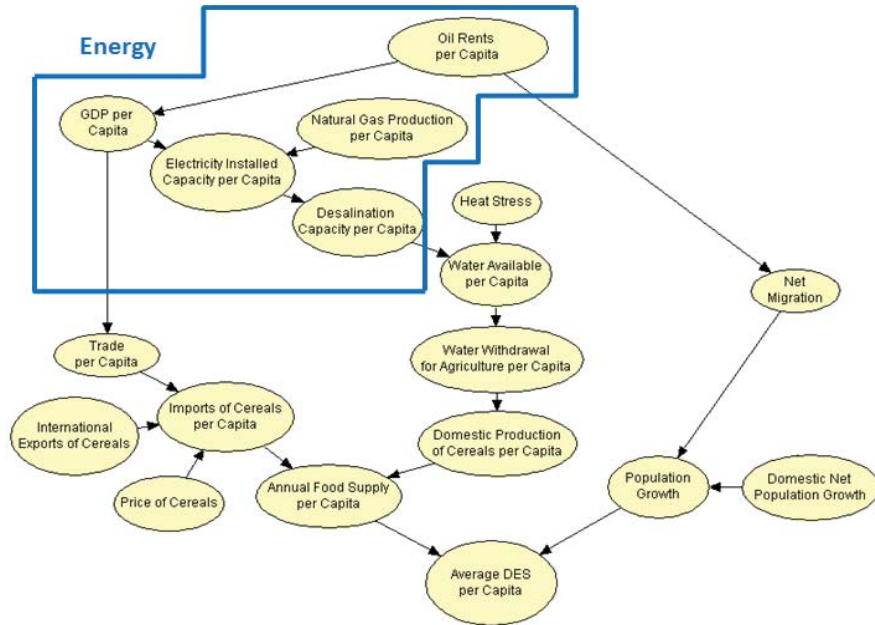 Energy
Oil Rents
per Capita
GDP per
Capita
Natural Gas Production
per Capita
Electricity Installed
Capacity per Capita
Desalination
Capacity per Capita
Heat Stress
Water Available
per Capita
Net
Migration
Trade
per Capita
Water Withdrawal
for Agriculture per Capita
Imports of Cereals
per Capita
International
Exports of Cereals
Domestic Production
of Cereals per Capita
Price of Cereals
Annual Food Supply
per Capita
Population
Growth
Domestic Net
Population Growth
Average DES
per Capita